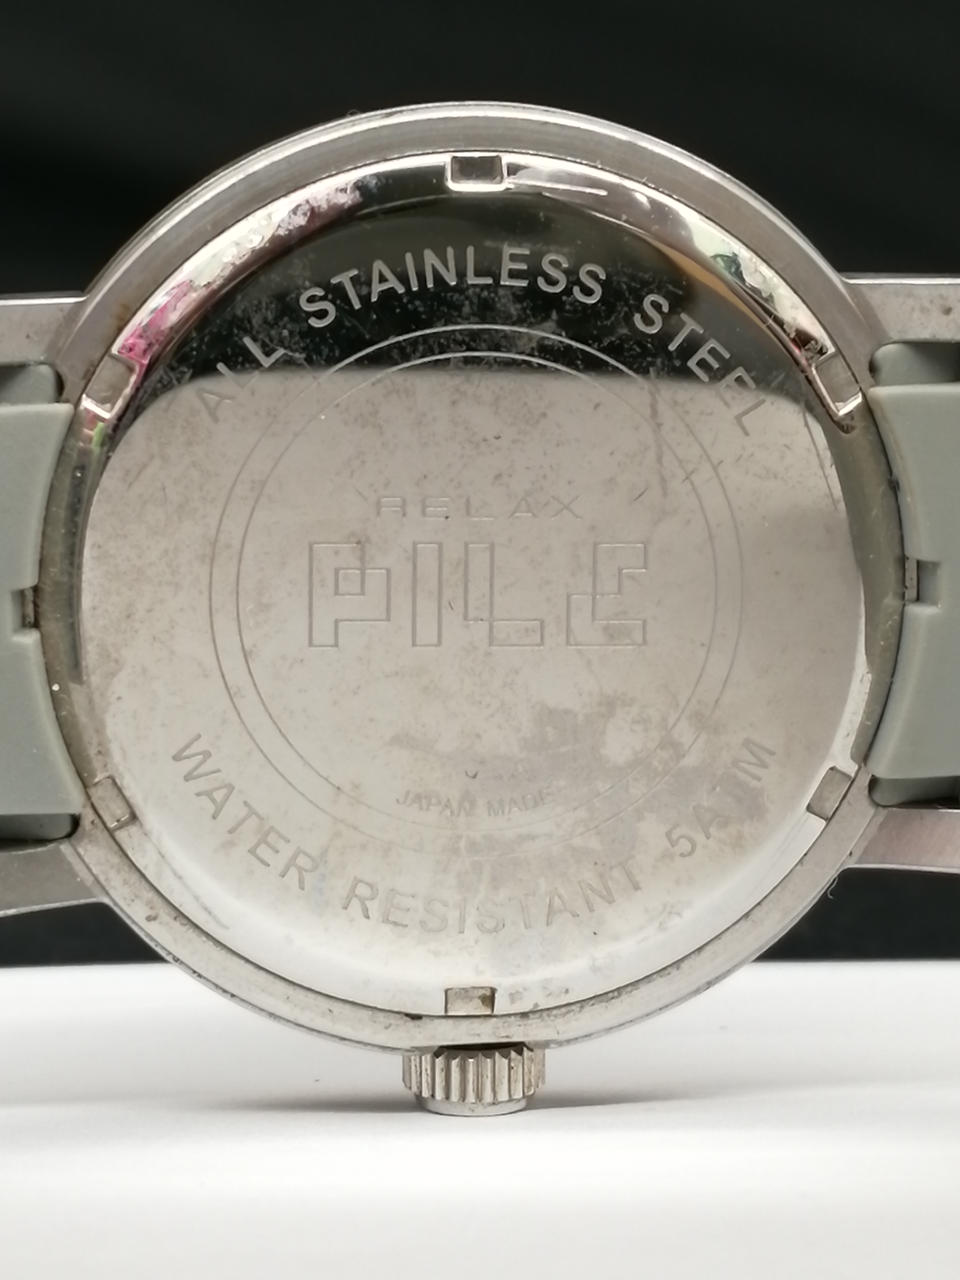 ALL STAINLESS STEEL
RELAX
PILE
JAPAN MADE
WATER RESISTANT 5ATM